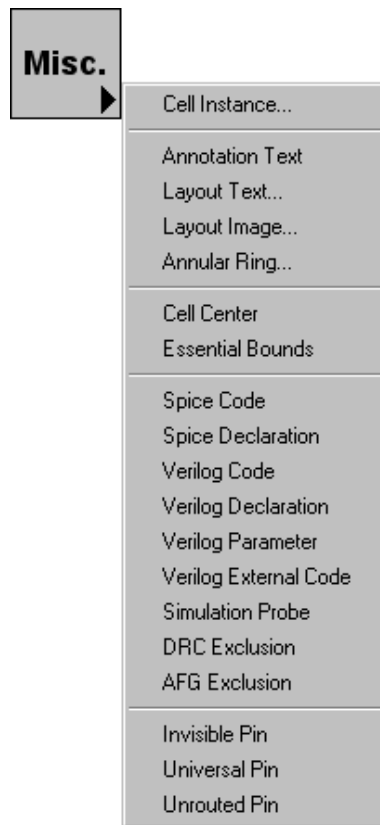 Misc.
Cell Instance...
Annotation Text
Layout Text...
Layout Image...
Annular Ring...
Cell Center
Essential Bounds
Spice Code
Spice Declaration
Verilog Code
Verilog Declaration
Verilog Parameter
Verilog External Code
Simulation Probe
DRC Exclusion
AFG Exclusion
Invisible Pin
Universal Pin
Unrouted Pin